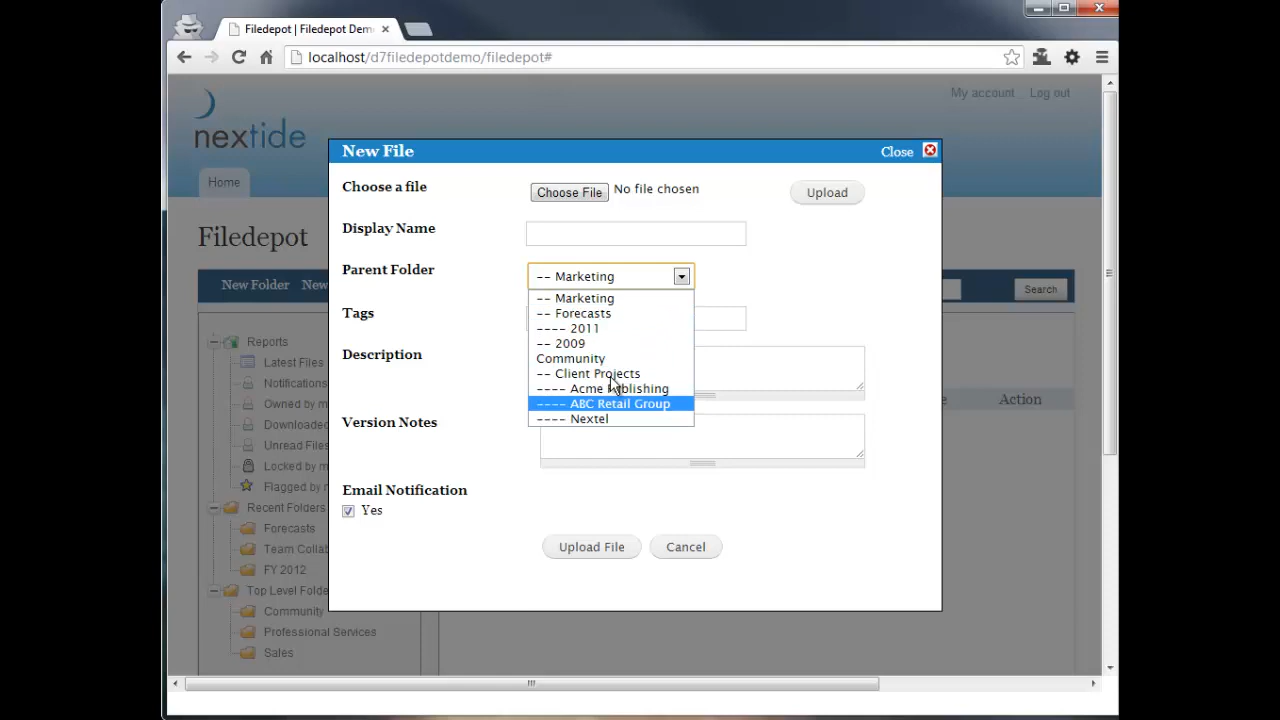 Filedepot | Filedepot Dem
localhost/d7filedepotdemo/filedepot#
My account
Log out
nextide
Home
Filedepot
New Folder
New
Search
Reports
Latest Files
Notifications
Owned by m
Downloade
Unread Files
Locked by m
Flagged by m
Recent Folders
Forecasts
Team Collab
FY 2012
Top Level Folde
Community
Professional Services
Sales
Action
New File
Close
Choose a file
Choose File No file chosen
Upload
Display Name
Parent Folder
-- Marketing
-- Marketing
-- Forecasts
---- 2011
-- 2009
Community
-- Client Projects
---- Acme Publishing
---- ABC Retail Group
---- Nextel
Tags
Description
Version Notes
Email Notification
Yes
Upload File
Cancel